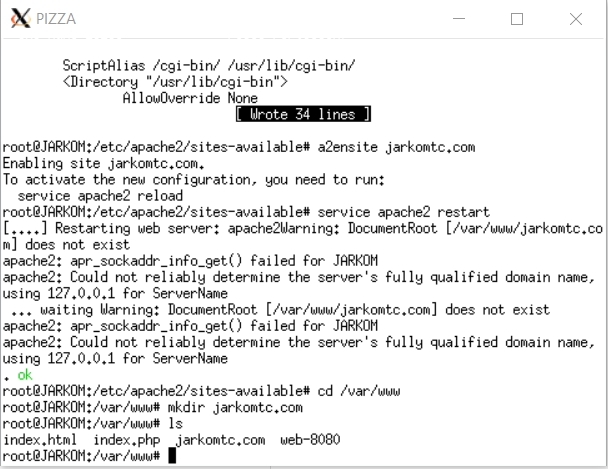 PIZZA
ScriptAlias /cgi-bin/ /usr/lib/cgi-bin/
<Directory "/usr/lib/cgi-bin">
AllowOverride None
[ Wrote 34 lines ]
root@JARKOM:/etc/apache2/sites-available# a2ensite jarkomtc.com
Enabling site jarkomtc.com.
To activate the new configuration, you need to run:
service apache2 reload
root@JARKOM:/etc/apache2/sites-available# service apache2 restart
[....] Restarting web server: apache2Warning: DocumentRoot [/var/www/jarkomtc.co
m] does not exist
apache2: apr_sockaddr_info_get() failed for JARKOM
apache2: Could not reliably determine the server's fully qualified domain name,
using 127.0.0.1 for ServerName
... waiting Warning: DocumentRoot [/var/www/jarkomtc.com] does not exist
apache2: apr_sockaddr_info_get() failed for JARKOM
apache2: Could not reliably determine the server's fully qualified domain name,
using 127.0.0.1 for ServerName
. ok
root@JARKOM:/etc/apache2/sites-available# cd /var/www
root@JARKOM:/var/www# mkdir jarkomtc.com
root@JARKOM:/var/www# ls
index.html  index.php  jarkomtc.com  web-8080
root@JARKOM:/var/www#